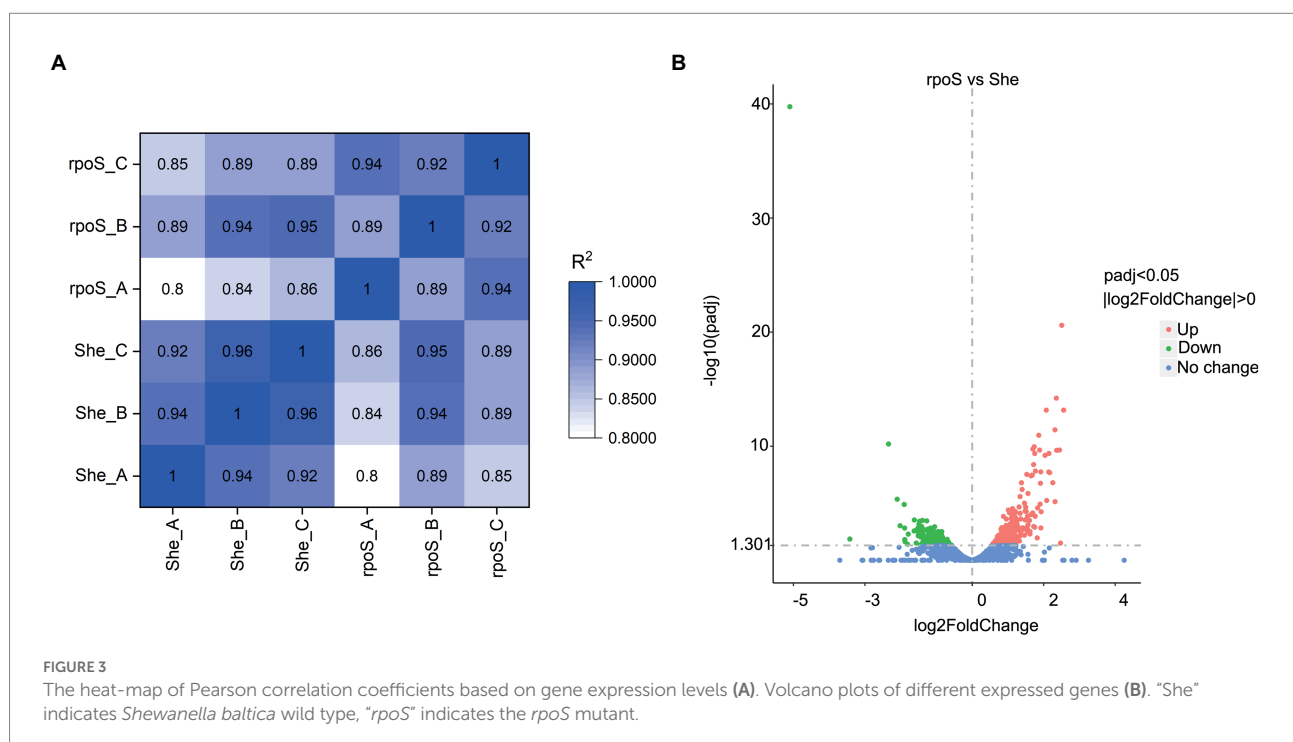 A
rpoS_C 0.85 0.89 0.89 0.94 0.92 1
rpoS_B 0.89 0.94 0.95 0.89 1 0.92
rpoS_A 0.8 0.84 0.86 1 0.89 0.94
She_C 0.92 0.96 1 0.86 0.95 0.89
She_B 0.94 1 0.96 0.84 0.94 0.89
She_A 1 0.94 0.92 0.8 0.89 0.85
She_A She_B She_C rpoS_A rpoS_B rpoS_C
R²
1.0000
0.9500
0.9000
0.8500
0.8000
B
rpoS vs She
-log10(padj)
40
30
20
10
1.301
-5 -3 0 2 4
log2FoldChange
padj<0.05
|log2FoldChange|>0
Up
Down
No change
FIGURE 3
The heat-map of Pearson correlation coefficients based on gene expression levels (A). Volcano plots of different expressed genes (B). “She”
indicates Shewanella baltica wild type, “rpoS” indicates the rpoS mutant.